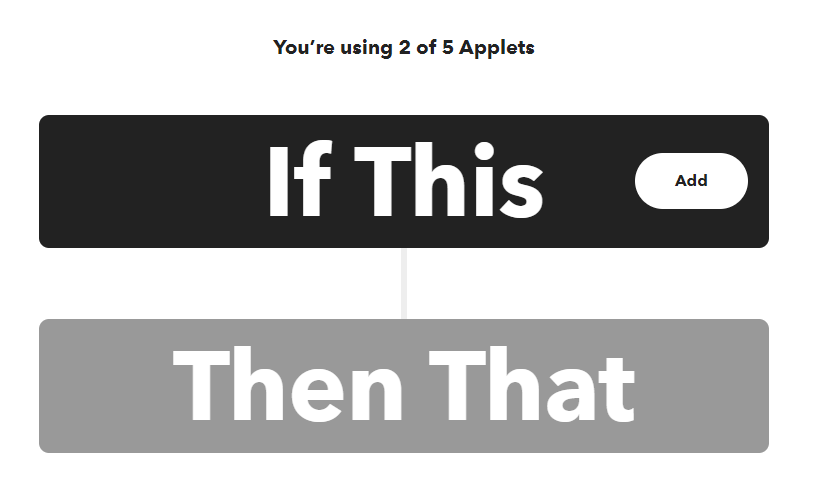 You’re using 2 of 5 Applets
If This
Add
Then That